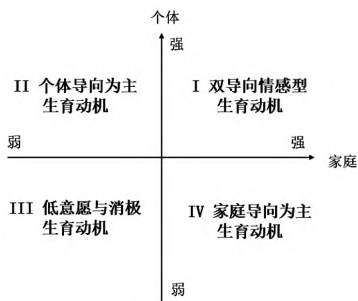 个体
强
II 个体导向为主
生育动机
I 双导向情感型
生育动机
弱
强
家庭
III 低意愿与消极
生育动机
IV 家庭导向为主
生育动机
弱